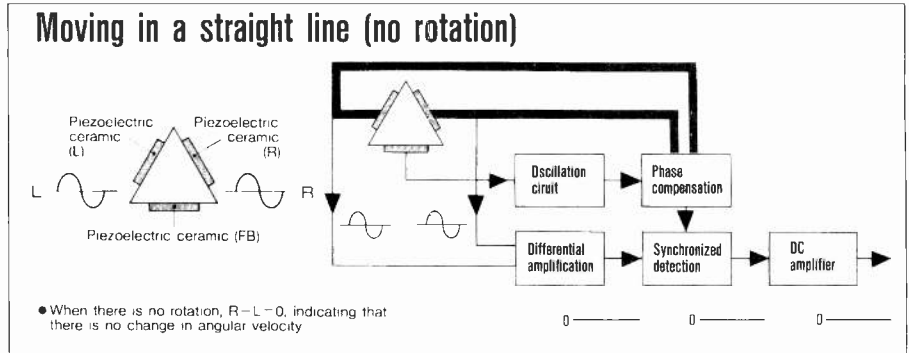 Moving in a straight line (no rotation)
Piezoelectric
ceramic
(L)
Piezoelectric
ceramic
(R)
L
R
Piezoelectric ceramic (FB)
Oscillation
ciruit
Phase
compensation
Differential
amplification
Synchronized
detection
DC
amplifier
● When there is no rotation, R-L=0, indicating that
there is no change in angular velocity
0
0
0